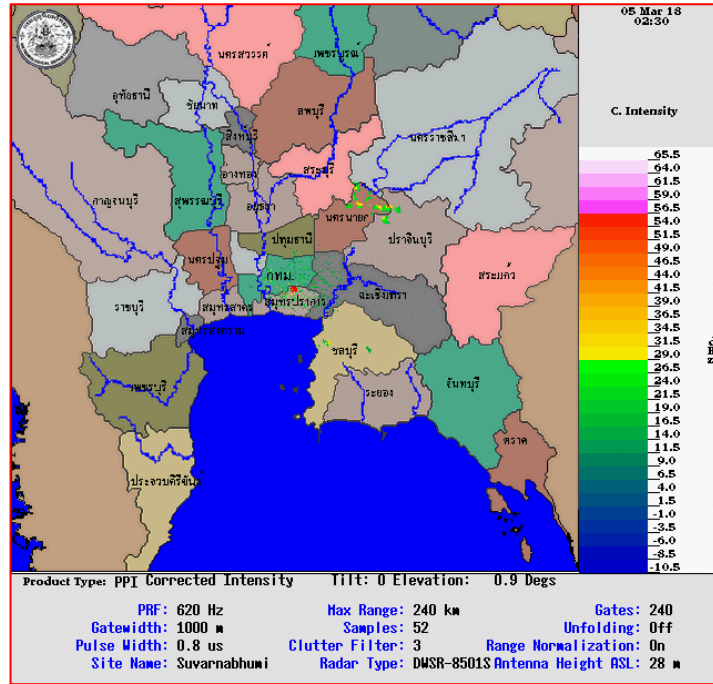 05 Mar 18
02:30
C. Intensity
นครสวรรค์
เพชรบูรณ์
อุทัยธานี
ชัยนาท
ลพบุรี
สิงห์บุรี
นครราชสีมา
สระบุรี
อ่างทอง
กาญจนบุรี
สุพรรณบุรี
อยุธยา
นครนายก
ปทุมธานี
ปราจีนบุรี
นครปฐม
กทม.
สระแก้ว
ฉะเชิงเทรา
ราชบุรี
สมุทรสาคร
สมุทรปราการ
สมุทรสงคราม
ชลบุรี
เพชรบุรี
ระยอง
จันทบุรี
ตราด
ประจวบคีรีขันธ์
65.5
64.0
61.5
59.0
56.5
54.0
51.5
49.0
46.5
44.0
41.5
39.0
36.5
34.0
31.5
29.0
26.5
24.0
21.5
19.0
16.5
14.0
11.5
9.0
6.5
4.0
1.5
-1.0
-3.5
-6.0
-8.5
-10.5
Product Type: PPI Corrected Intensity Tilt: 0 Elevation: 0.9 Degs
PRF: 620 Hz Max Range: 240 km Gates: 240
Gatewidth: 1000 m Samples: 52 Unfolding: Off
Pulse Width: 0.8 us Clutter Filter: 3 Range Normalization: On
Site Name: Suvarnabhumi Radar Type: DWSR-8501S Antenna Height ASL: 28 m